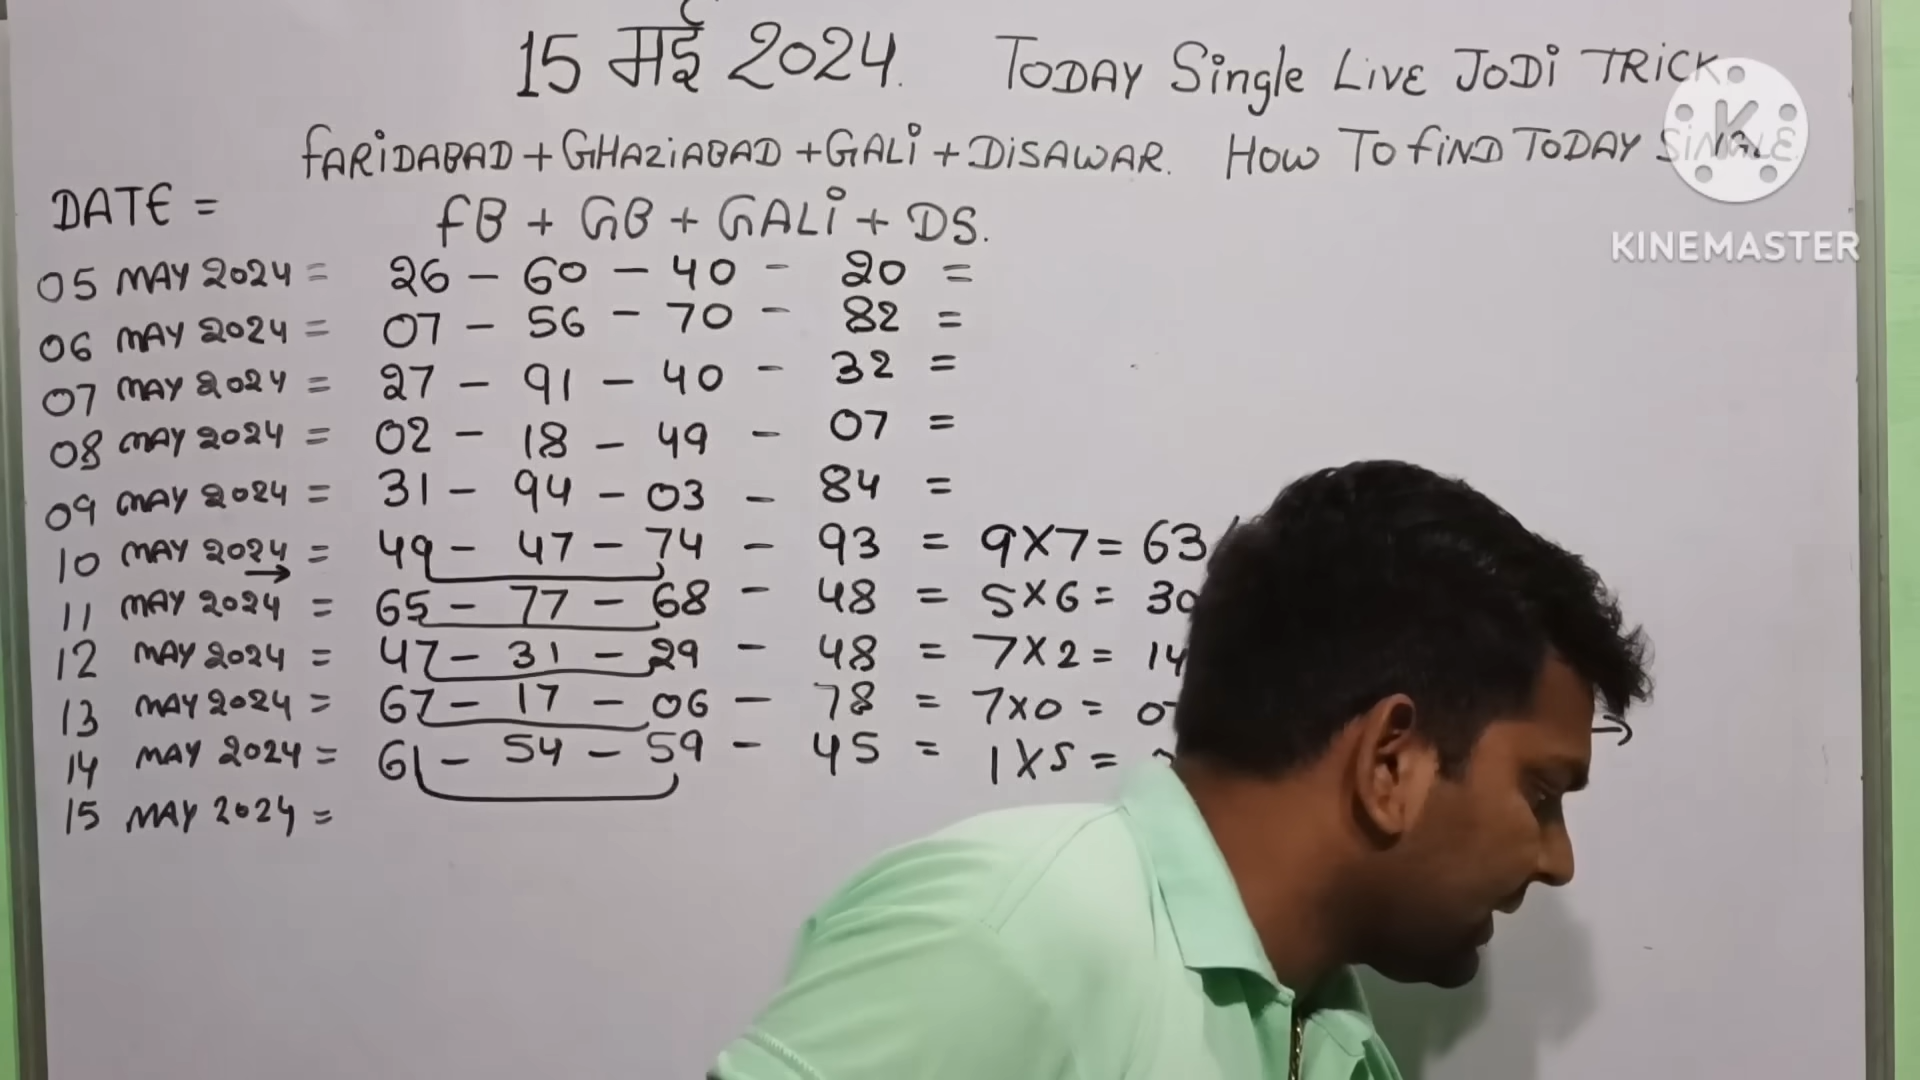 15 मई 2024. TODAY Single LIVE JODI TRICK
FARIDABAD + GHAZIABAD + GALI + DISAWAR. HOW TO FIND TODAY SINGLE
KINEMASTER
DATE = FB + GB + GALI + DS.
05 MAY 2024 = 26 - 60 - 40 - 20 =
06 MAY 2024 = 07 - 56 - 70 - 82 =
07 MAY 2024 = 27 - 91 - 40 - 32 =
08 MAY 2024 = 02 - 18 - 49 - 07 =
09 MAY 2024 = 31 - 94 - 03 - 84 =
10 MAY 2024 = 49 - 47 - 74 - 93 = 9X7 = 63
11 MAY 2024 = 65 - 77 - 68 - 48 = 5X6 = 30
12 MAY 2024 = 47 - 31 - 29 - 48 = 7X2 = 14
13 MAY 2024 = 67 - 17 - 06 - 78 = 7X0 = 0
14 MAY 2024 = 61 - 54 - 59 - 45 = 1X5 =
15 MAY 2024 =